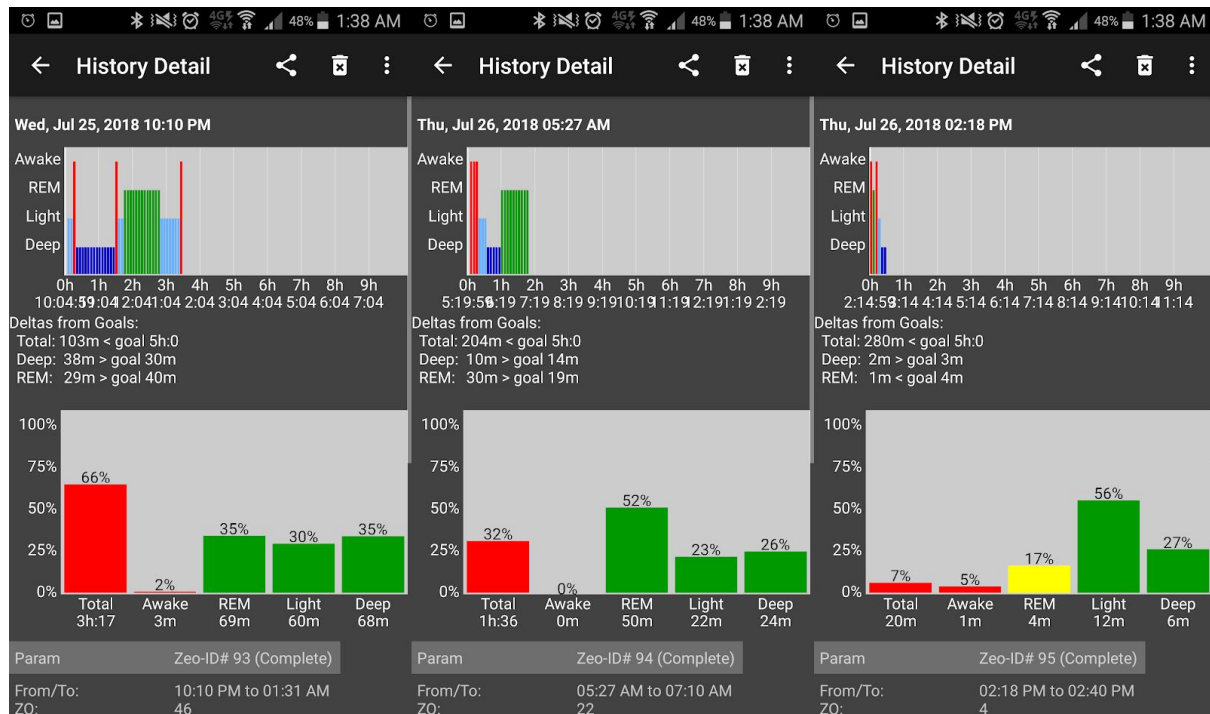 48% 1:38 AM
History Detail
Wed, Jul 25, 2018 10:10 PM
Awake
REM
Light
Deep
0h 1h 2h 3h 4h 5h 6h 7h 8h 9h
2:04 3:04 4:04 5:04 6:04 7:04
Deltas from Goals:
Total: 103m < goal 5h:0
Deep: 38m > goal 30m
REM: 29m > goal 40m
100%
75%
50%
25%
0%
66%
2%
35%
30%
35%
Total Awake REM Light Deep
3h:17 3m 69m 60m 68m
Param Zeo-ID# 93 (Complete)
From/To: 10:10 PM to 01:31 AM
ZQ: 46
48% 1:38 AM
History Detail
Thu, Jul 26, 2018 05:27 AM
Awake
REM
Light
Deep
0h 1h 2h 3h 4h 5h 6h 7h 8h 9h
7:19 8:19 2:19
Deltas from Goals:
Total: 204m < goal 5h:0
Deep: 10m > goal 14m
REM: 30m > goal 19m
100%
75%
50%
25%
0%
32%
0%
52%
23%
26%
Total Awake REM Light Deep
1h:36 0m 50m 22m 24m
Param Zeo-ID# 94 (Complete)
From/To: 05:27 AM to 07:10 AM
ZQ: 22
48% 1:38 AM
History Detail
Thu, Jul 26, 2018 02:18 PM
Awake
REM
Light
Deep
0h 1h 2h 3h 4h 5h 6h 7h 8h 9h
4:14 5:14 6:14 7:14 8:14
Deltas from Goals:
Total: 280m < goal 5h:0
Deep: 2m > goal 3m
REM: 1m < goal 4m
100%
75%
50%
25%
0%
7%
5%
17%
56%
27%
Total Awake REM Light Deep
20m 1m 4m 12m 6m
Param Zeo-ID# 95 (Complete)
From/To: 02:18 PM to 02:40 PM
ZQ: 4